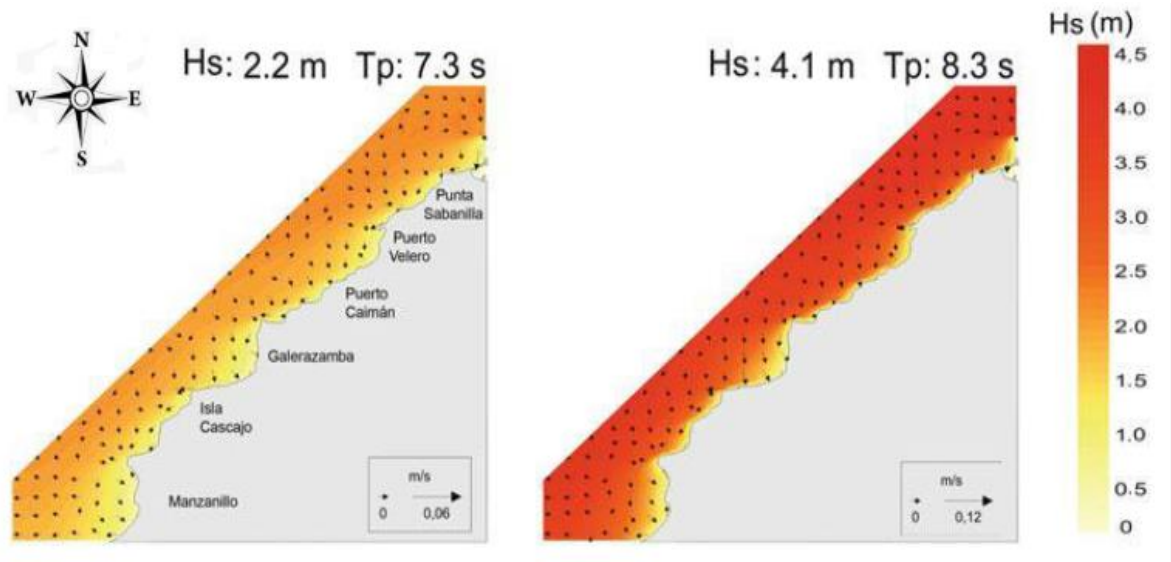 N
W E
S
Hs: 2.2 m Tp: 7.3 s
Punta
Sabanilla
Puerto
Velero
Puerto
Caimán
Galerazamba
Isla
Cascajo
Manzanillo
m/s
0 0,06
Hs: 4.1 m Tp: 8.3 s
m/s
0 0,12
Hs (m)
4.5
4.0
3.5
3.0
2.5
2.0
1.5
1.0
0.5
0